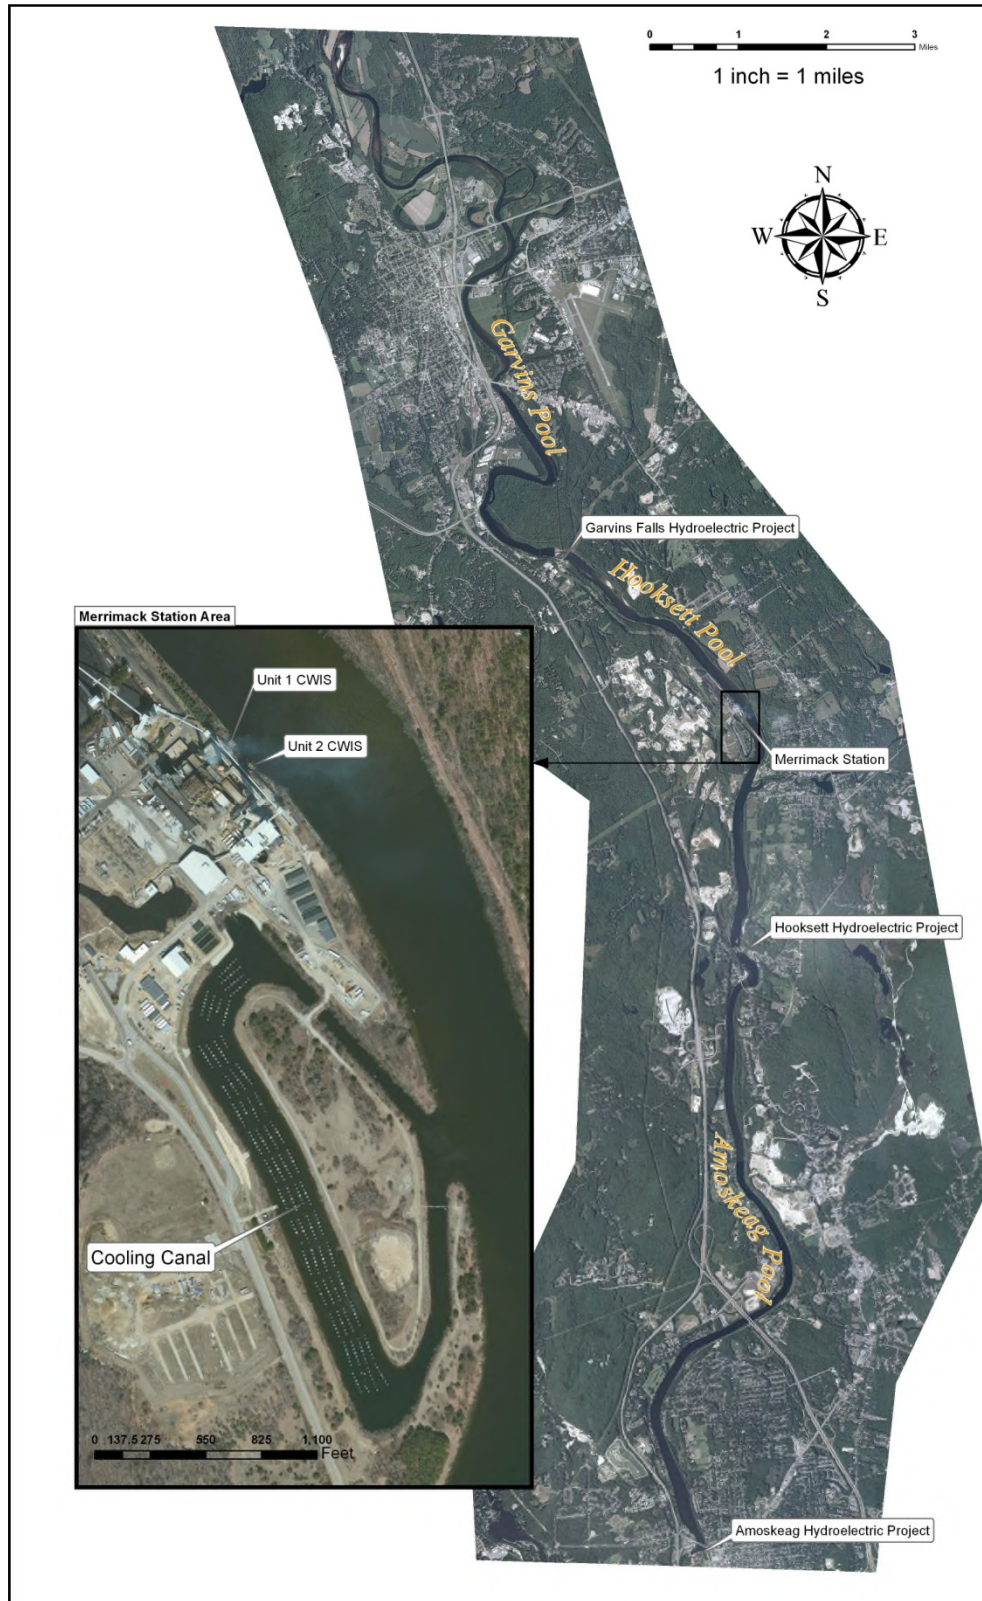 0 1 2 3
Miles
1 inch = 1 miles
N
W E
S
Garvins Pool
Garvins Falls Hydroelectric Project
Hooksett Pool
Merrimack Station Area
Unit 1 CWIS
Unit 2 CWIS
Merrimack Station
Hooksett Hydroelectric Project
Amoskeag Pool
Cooling Canal
0 137.5 275 550 825 1,100
Feet
Amoskeag Hydroelectric Project